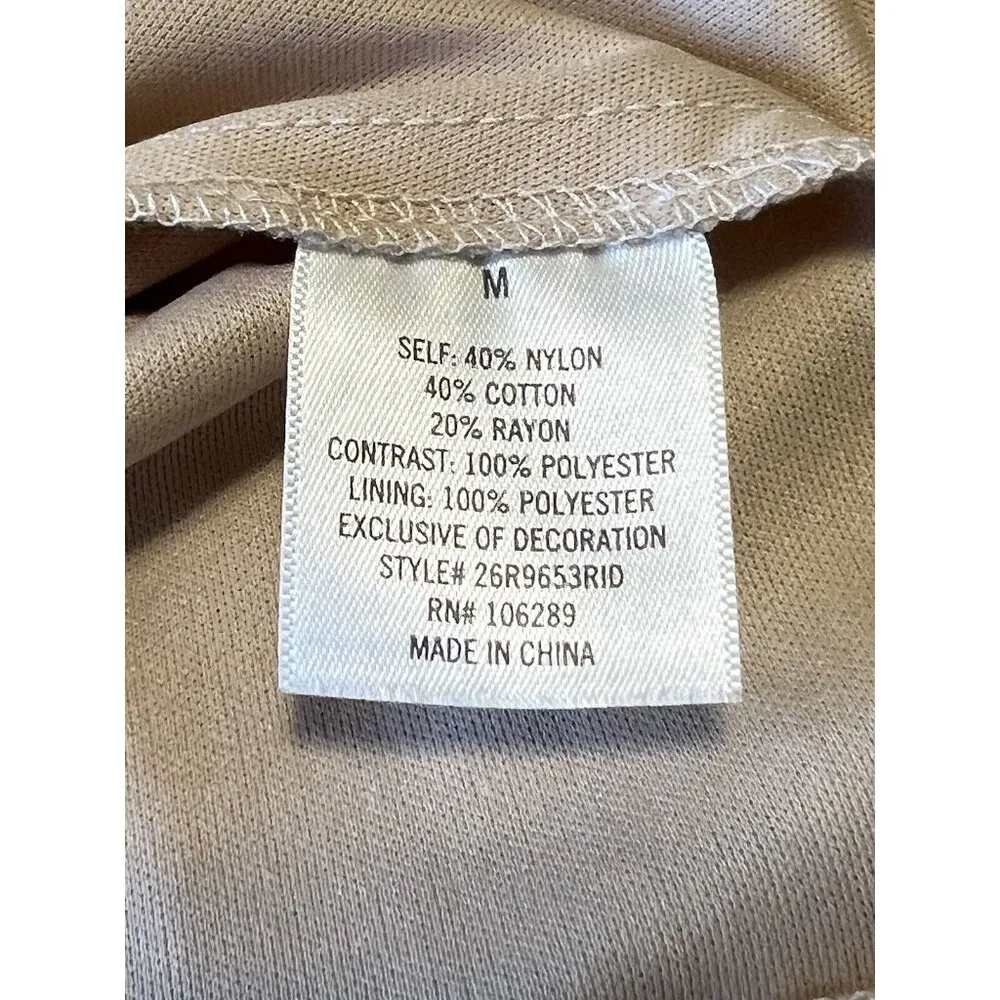 M
SELF: 40% NYLON
40% COTTON
20% RAYON
CONTRAST: 100% POLYESTER
LINING: 100% POLYESTER
EXCLUSIVE OF DECORATION
STYLE# 26R9653RID
RN# 106289
MADE IN CHINA